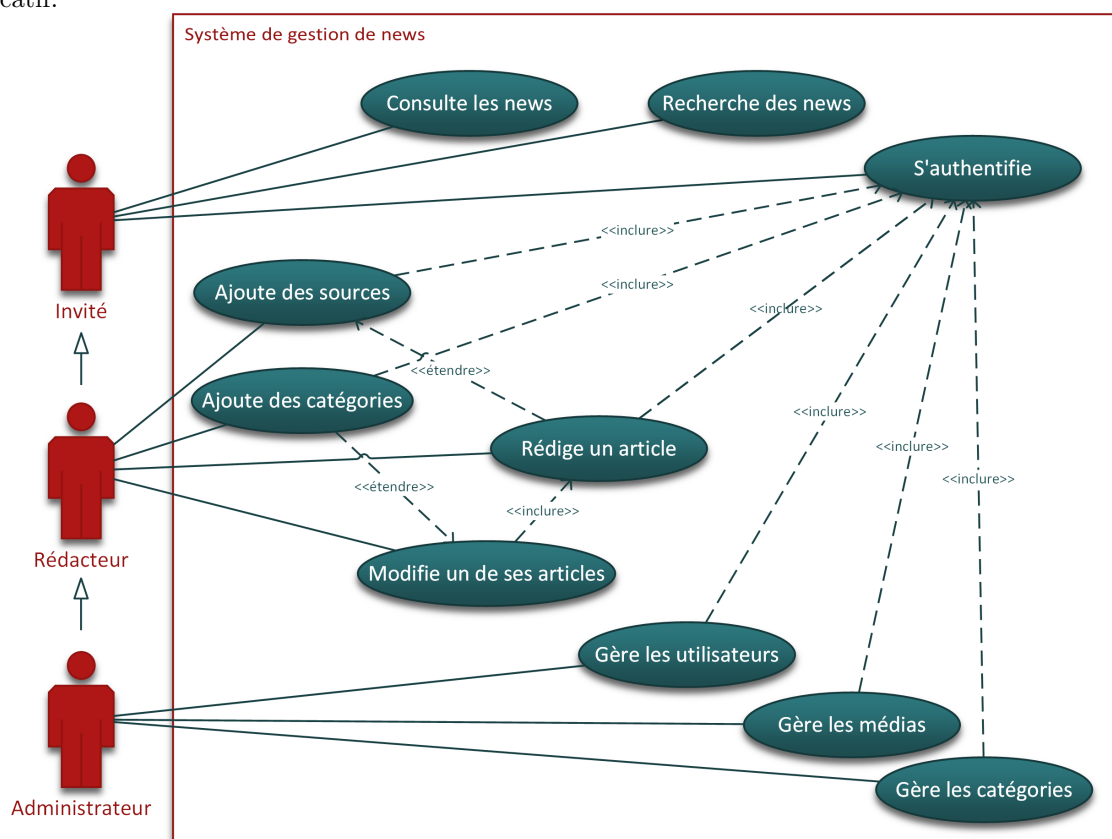 catif.
Système de gestion de news
Consulte les news
Recherche des news
S'authentifie
<<inclure>>
Ajoute des sources
<<inclure>>
Invité
<<inclure>>
<<étendre>>
Ajoute des catégories
<<inclure>>
Rédige un article
<<inclure>>
<<inclure>>
<<étendre>>
<<inclure>>
Rédacteur
Modifie un de ses articles
Gère les utilisateurs
Gère les médias
Gère les catégories
Administrateur